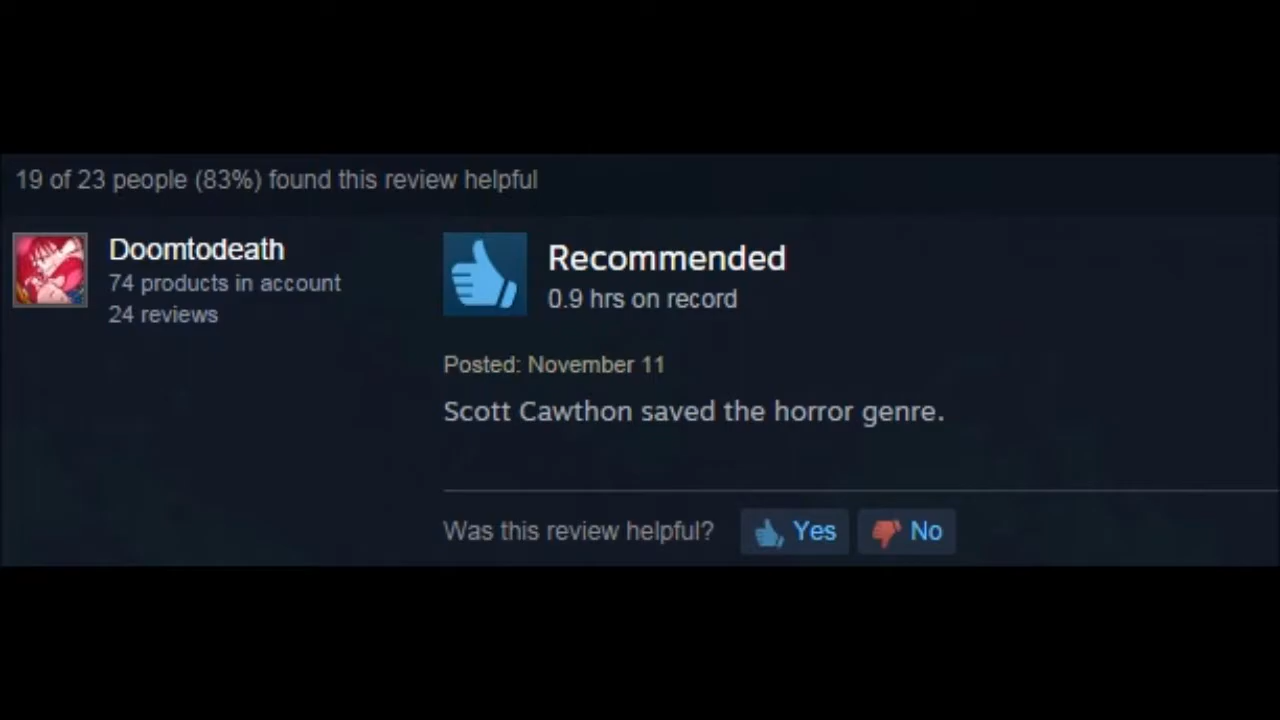 19 of 23 people (83%) found this review helpful
Doomtodeath
74 products in account
24 reviews
Recommended
0.9 hrs on record
Posted: November 11
Scott Cawthon saved the horror genre.
Was this review helpful? Yes No